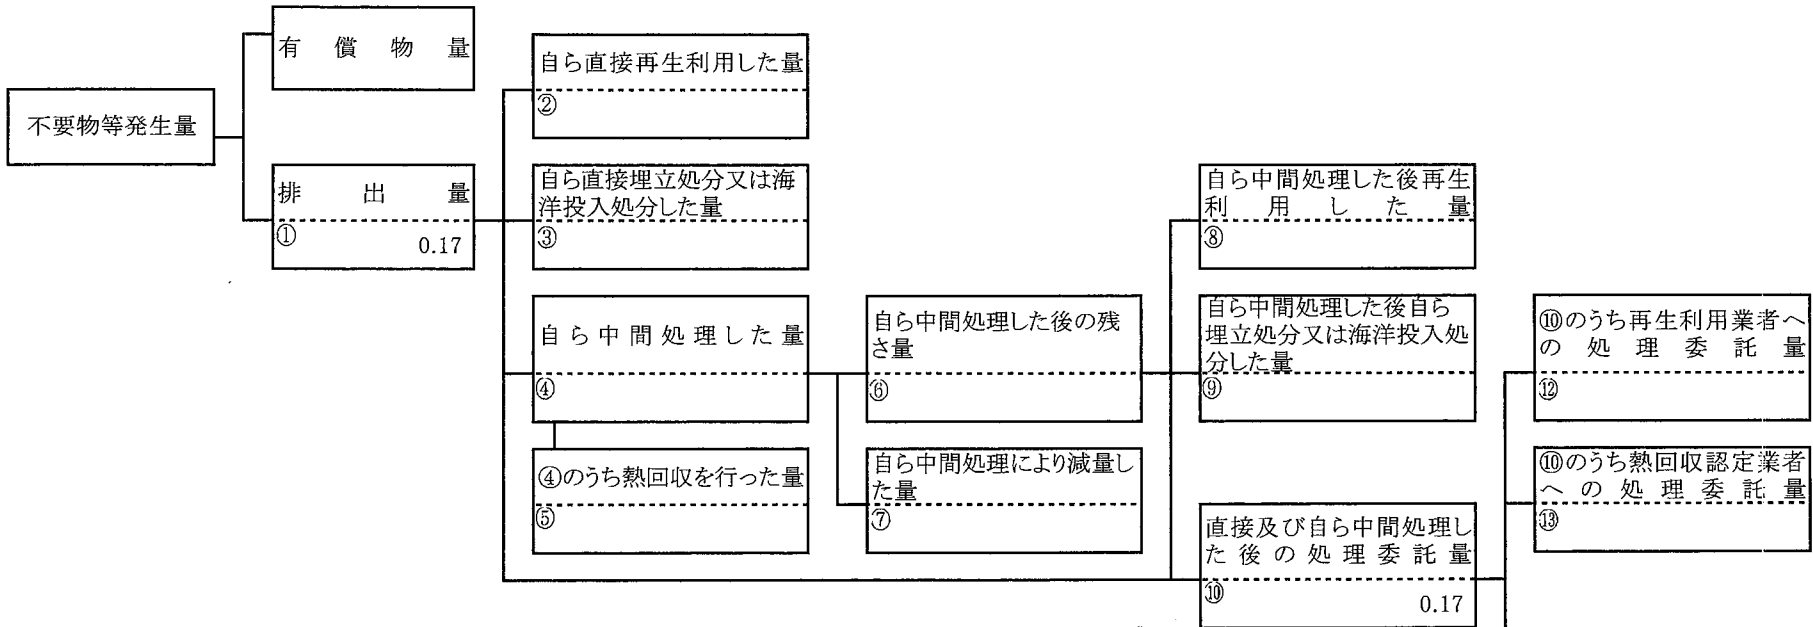 有償物量
不要物等発生量
排出量
①
0.17
自ら直接再生利用した量
②
自ら直接埋立処分又は海
洋投入処分した量
③
自ら中間処理した量
④
④のうち熱回収を行った量
⑤
自ら中間処理した後の残
さ量
⑥
自ら中間処理により減量し
た量
⑦
自ら中間処理した後再生
利用した量
⑧
自ら中間処理した後自ら
埋立処分又は海洋投入処
分した量
⑨
直接及び自ら中間処理し
た後の処理委託量
⑩
0.17
⑩のうち再生利用業者へ
の処理委託量
⑫
⑩のうち熱回収認定業者
への処理委託量
⑬